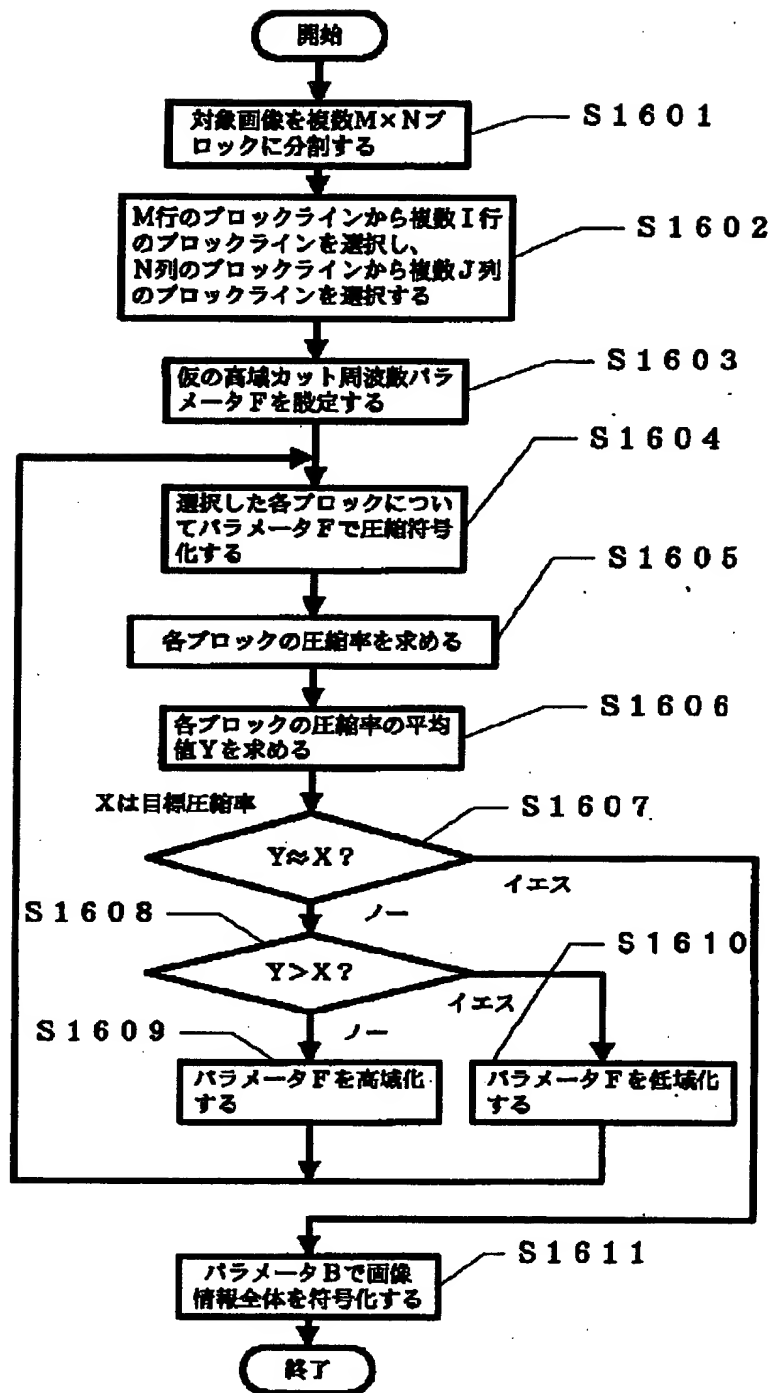 開始
対象画像を複数M×Nブ
ロックに分割する
S1601
M行のブロックラインから複数I行
のブロックラインを選択し、
N列のブロックラインから複数J列
のブロックラインを選択する
S1602
仮の高域カット周波数パラ
メータFを設定する
S1603
選択した各ブロックについ
てパラメータFで圧縮符号
化する
S1604
各ブロックの圧縮率を求める
S1605
各ブロックの圧縮率の平均
値Yを求める
S1606
Xは目標圧縮率
Y≈X?
S1607
イエス
ノー
S1608
Y>X?
イエス
S1610
ノー
S1609
パラメータFを高域化
する
パラメータFを低域化
する
パラメータBで画像
情報全体を符号化する
S1611
終了